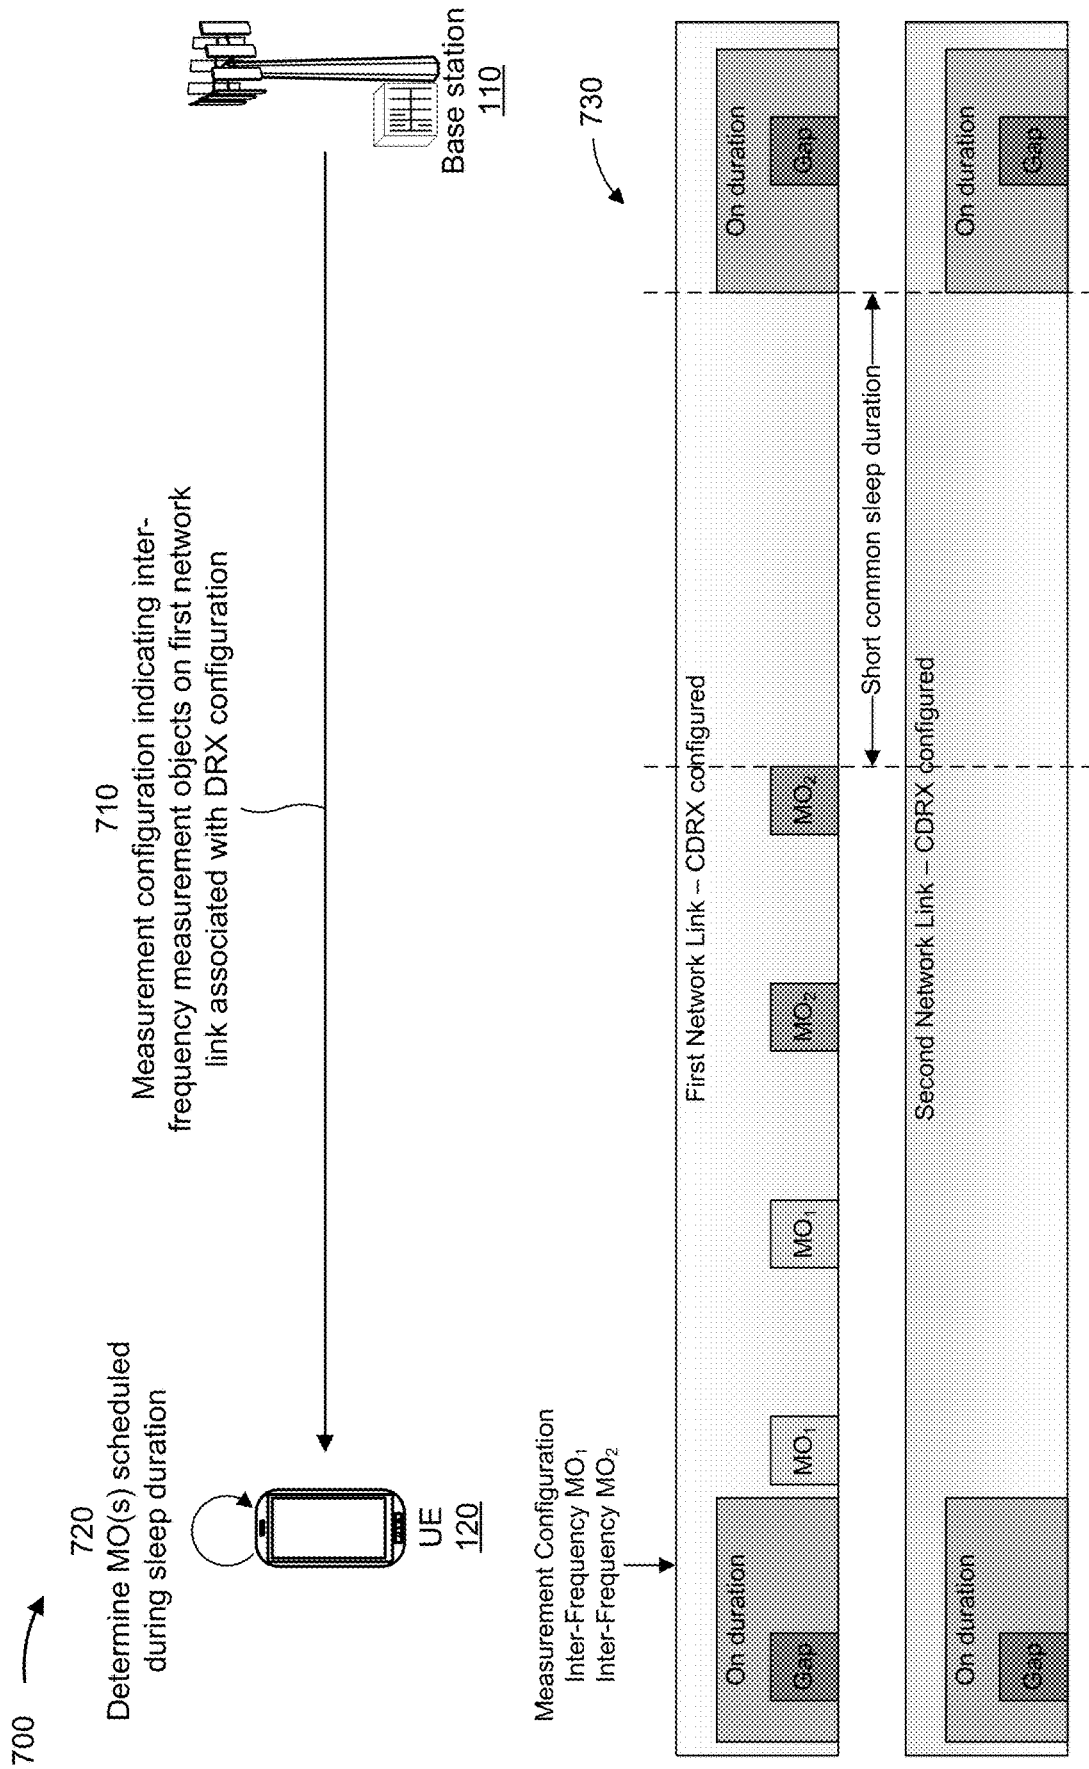 700
720
Determine MO(s) scheduled
during sleep duration
UE
120
710
Measurement configuration indicating inter-
frequency measurement objects on first network
link associated with DRX configuration
Base station
110
Measurement Configuration
Inter-Frequency MO₁
Inter-Frequency MO₂
730
First Network Link – CDRX configured
On duration
Gap
MO₁
MO₁
MO₂
MO₂
On duration
Gap
Short common sleep duration
Second Network Link – CDRX configured
On duration
Gap
On duration
Gap